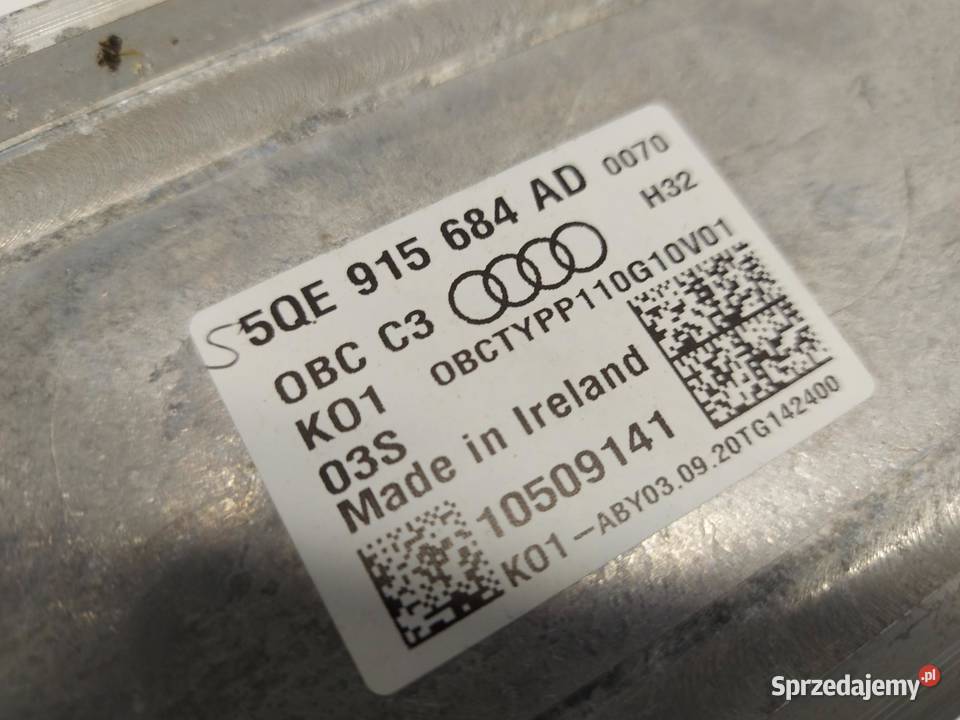 S 5QE 915 684 AD 0070
H32
OBC C3
OBCTYPP110G10V01
K01
03S
Made in Ireland
10509141
K01-ABY03.09.20TG142400
Sprzedajemy.pl